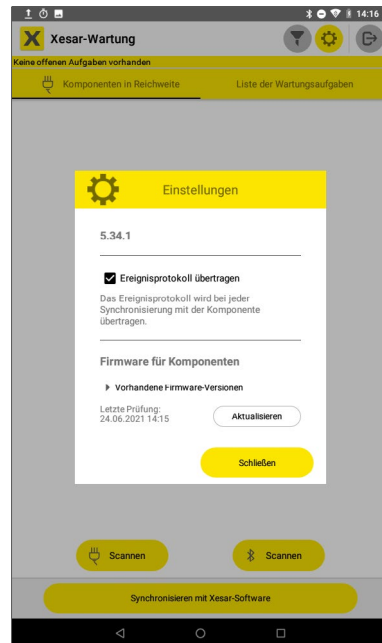 14:16
X Xesar-Wartung
Keine offenen Aufgaben vorhanden
Komponenten in Reichweite
Liste der Wartungsaufgaben
Einstellungen
5.34.1
Ereignisprotokoll übertragen
Das Ereignisprotokoll wird bei jeder
Synchronisierung mit der Komponente
übertragen.
Firmware für Komponenten
Vorhandene Firmware-Versionen
Letzte Prüfung:
24.06.2021 14:15
Aktualisieren
Schließen
Scannen
Scannen
Synchronisieren mit Xesar-Software